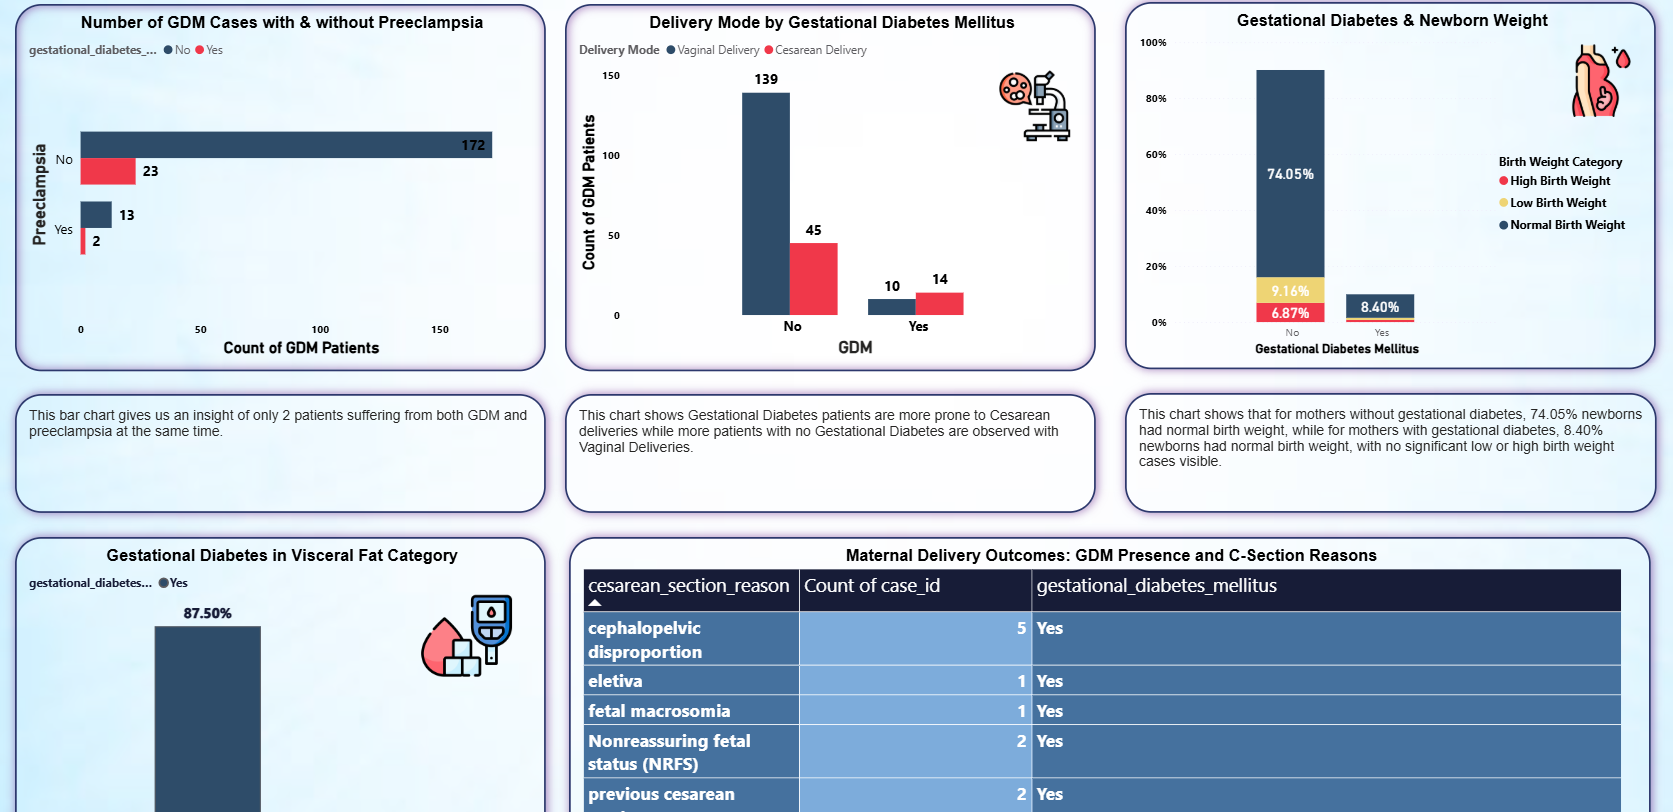 Number of GDM Cases with & without Preeclampsia
gestational_diabetes_... No Yes
Preeclampsia
No
172
23
Yes
13
2
0 50 100 150
Count of GDM Patients
Delivery Mode by Gestational Diabetes Mellitus
Delivery Mode Vaginal Delivery Cesarean Delivery
Count of GDM Patients
150
100
50
0
139
45
10
14
No Yes
GDM
Gestational Diabetes & Newborn Weight
100%
80%
60%
40%
20%
0%
74.05%
9.16%
6.87%
8.40%
No Yes
Gestational Diabetes Mellitus
Birth Weight Category
High Birth Weight
Low Birth Weight
Normal Birth Weight
This bar chart gives us an insight of only 2 patients suffering from both GDM and
preeclampsia at the same time.
This chart shows Gestational Diabetes patients are more prone to Cesarean
deliveries while more patients with no Gestational Diabetes are observed with
Vaginal Deliveries.
This chart shows that for mothers without gestational diabetes, 74.05% newborns
had normal birth weight, while for mothers with gestational diabetes, 8.40%
newborns had normal birth weight, with no significant low or high birth weight
cases visible.
Gestational Diabetes in Visceral Fat Category
gestational_diabetes... Yes
87.50%
Maternal Delivery Outcomes: GDM Presence and C-Section Reasons
cesarean_section_reason Count of case_id gestational_diabetes_mellitus
cephalopelvic
disproportion 5 Yes
eletiva 1 Yes
fetal macrosomia 1 Yes
Nonreassuring fetal
status (NRFS) 2 Yes
previous cesarean 2 Yes